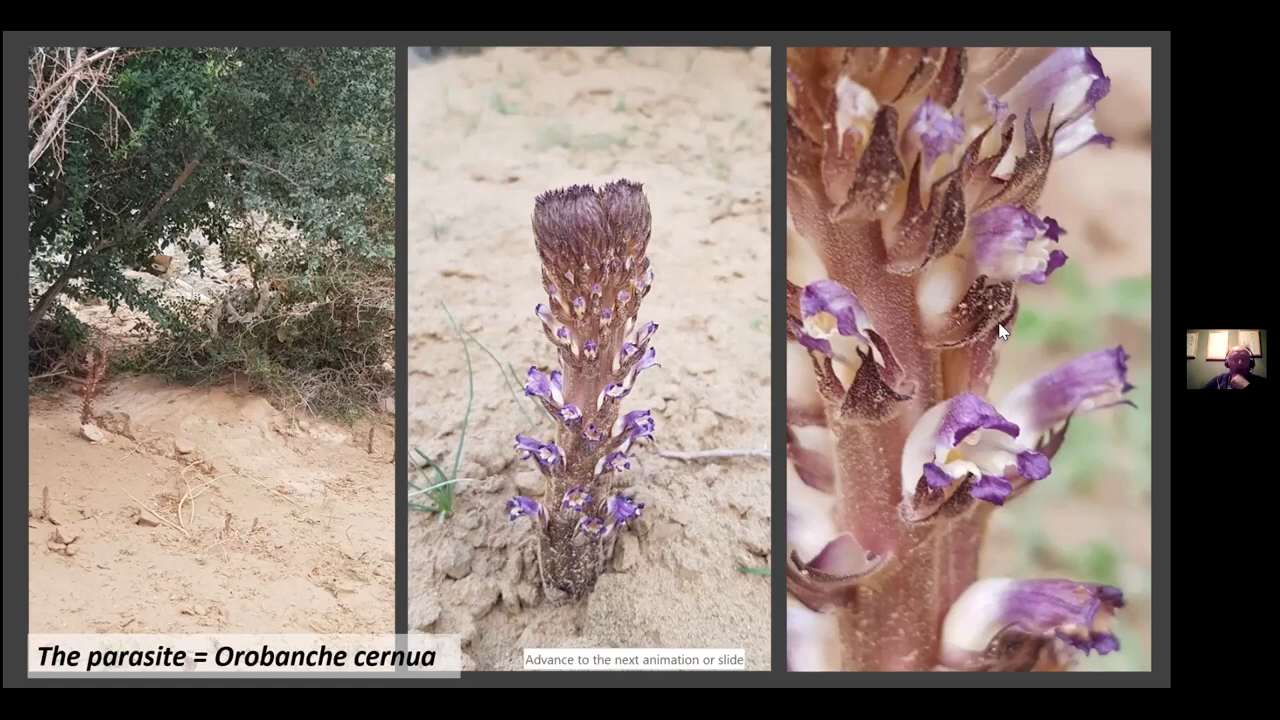 The parasite = Orobanche cernua
Advance to the next animation or slide